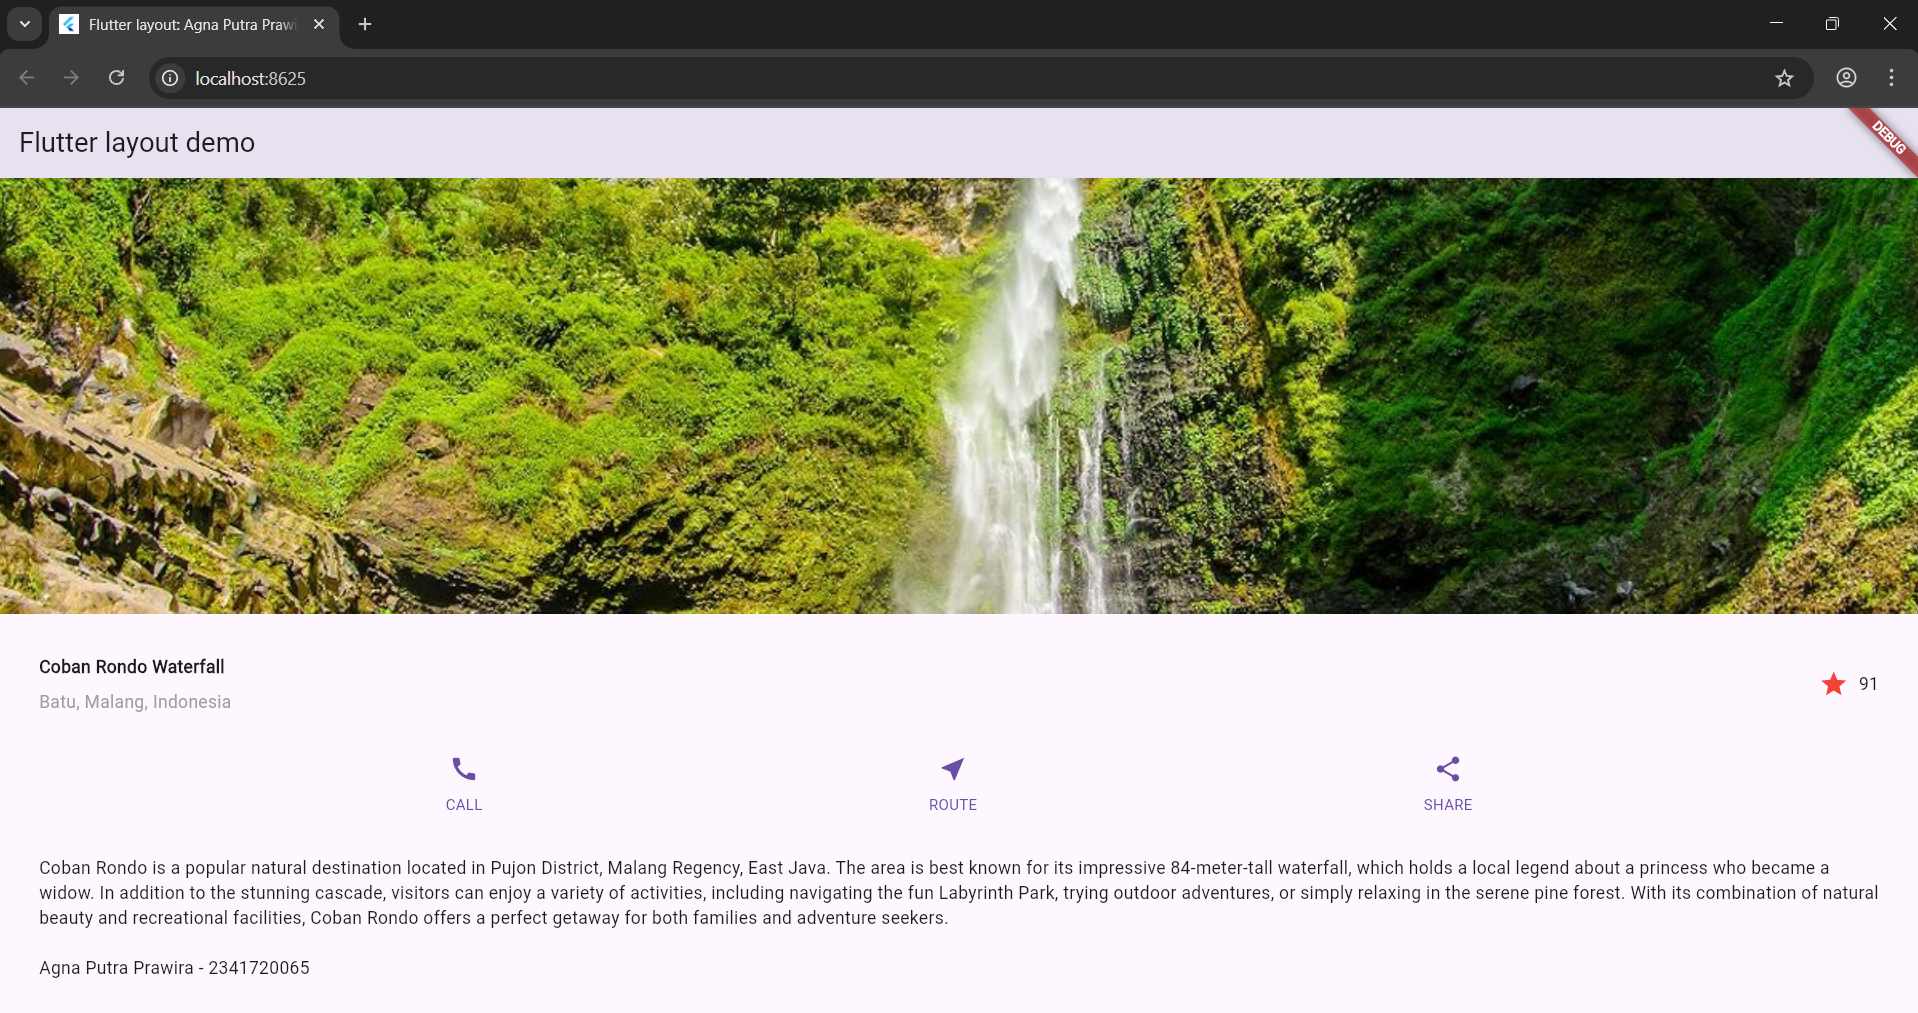 Flutter layout: Agna Putra Prawi
localhost:8625
Flutter layout demo
DEBUG
Coban Rondo Waterfall
Batu, Malang, Indonesia
91
CALL
ROUTE
SHARE
Coban Rondo is a popular natural destination located in Pujon District, Malang Regency, East Java. The area is best known for its impressive 84-meter-tall waterfall, which holds a local legend about a princess who became a
widow. In addition to the stunning cascade, visitors can enjoy a variety of activities, including navigating the fun Labyrinth Park, trying outdoor adventures, or simply relaxing in the serene pine forest. With its combination of natural
beauty and recreational facilities, Coban Rondo offers a perfect getaway for both families and adventure seekers.
Agna Putra Prawira - 2341720065